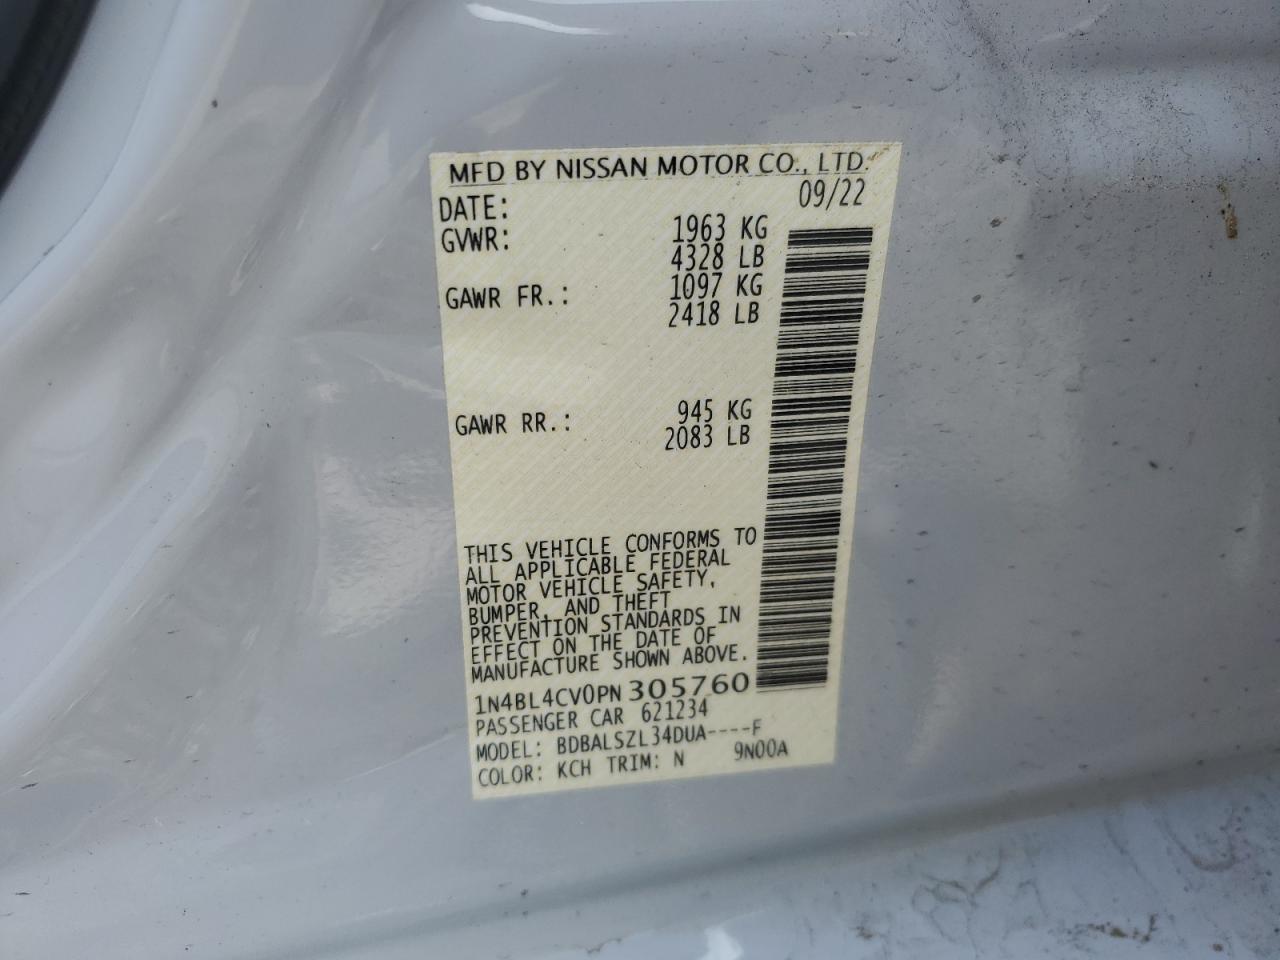 MFD BY NISSAN MOTOR CO., LTD.
DATE: 09/22
GVWR: 1963 KG
4328 LB
GAWR FR.: 1097 KG
2418 LB
GAWR RR.: 945 KG
2083 LB
THIS VEHICLE CONFORMS TO
ALL APPLICABLE FEDERAL
MOTOR VEHICLE SAFETY,
BUMPER, AND THEFT
PREVENTION STANDARDS IN
EFFECT ON THE DATE OF
MANUFACTURE SHOWN ABOVE.
1N4BL4CV0PN305760
PASSENGER CAR 621234
MODEL: BDBALSZL34DUA----F
COLOR: KCH TRIM: N 9N00A